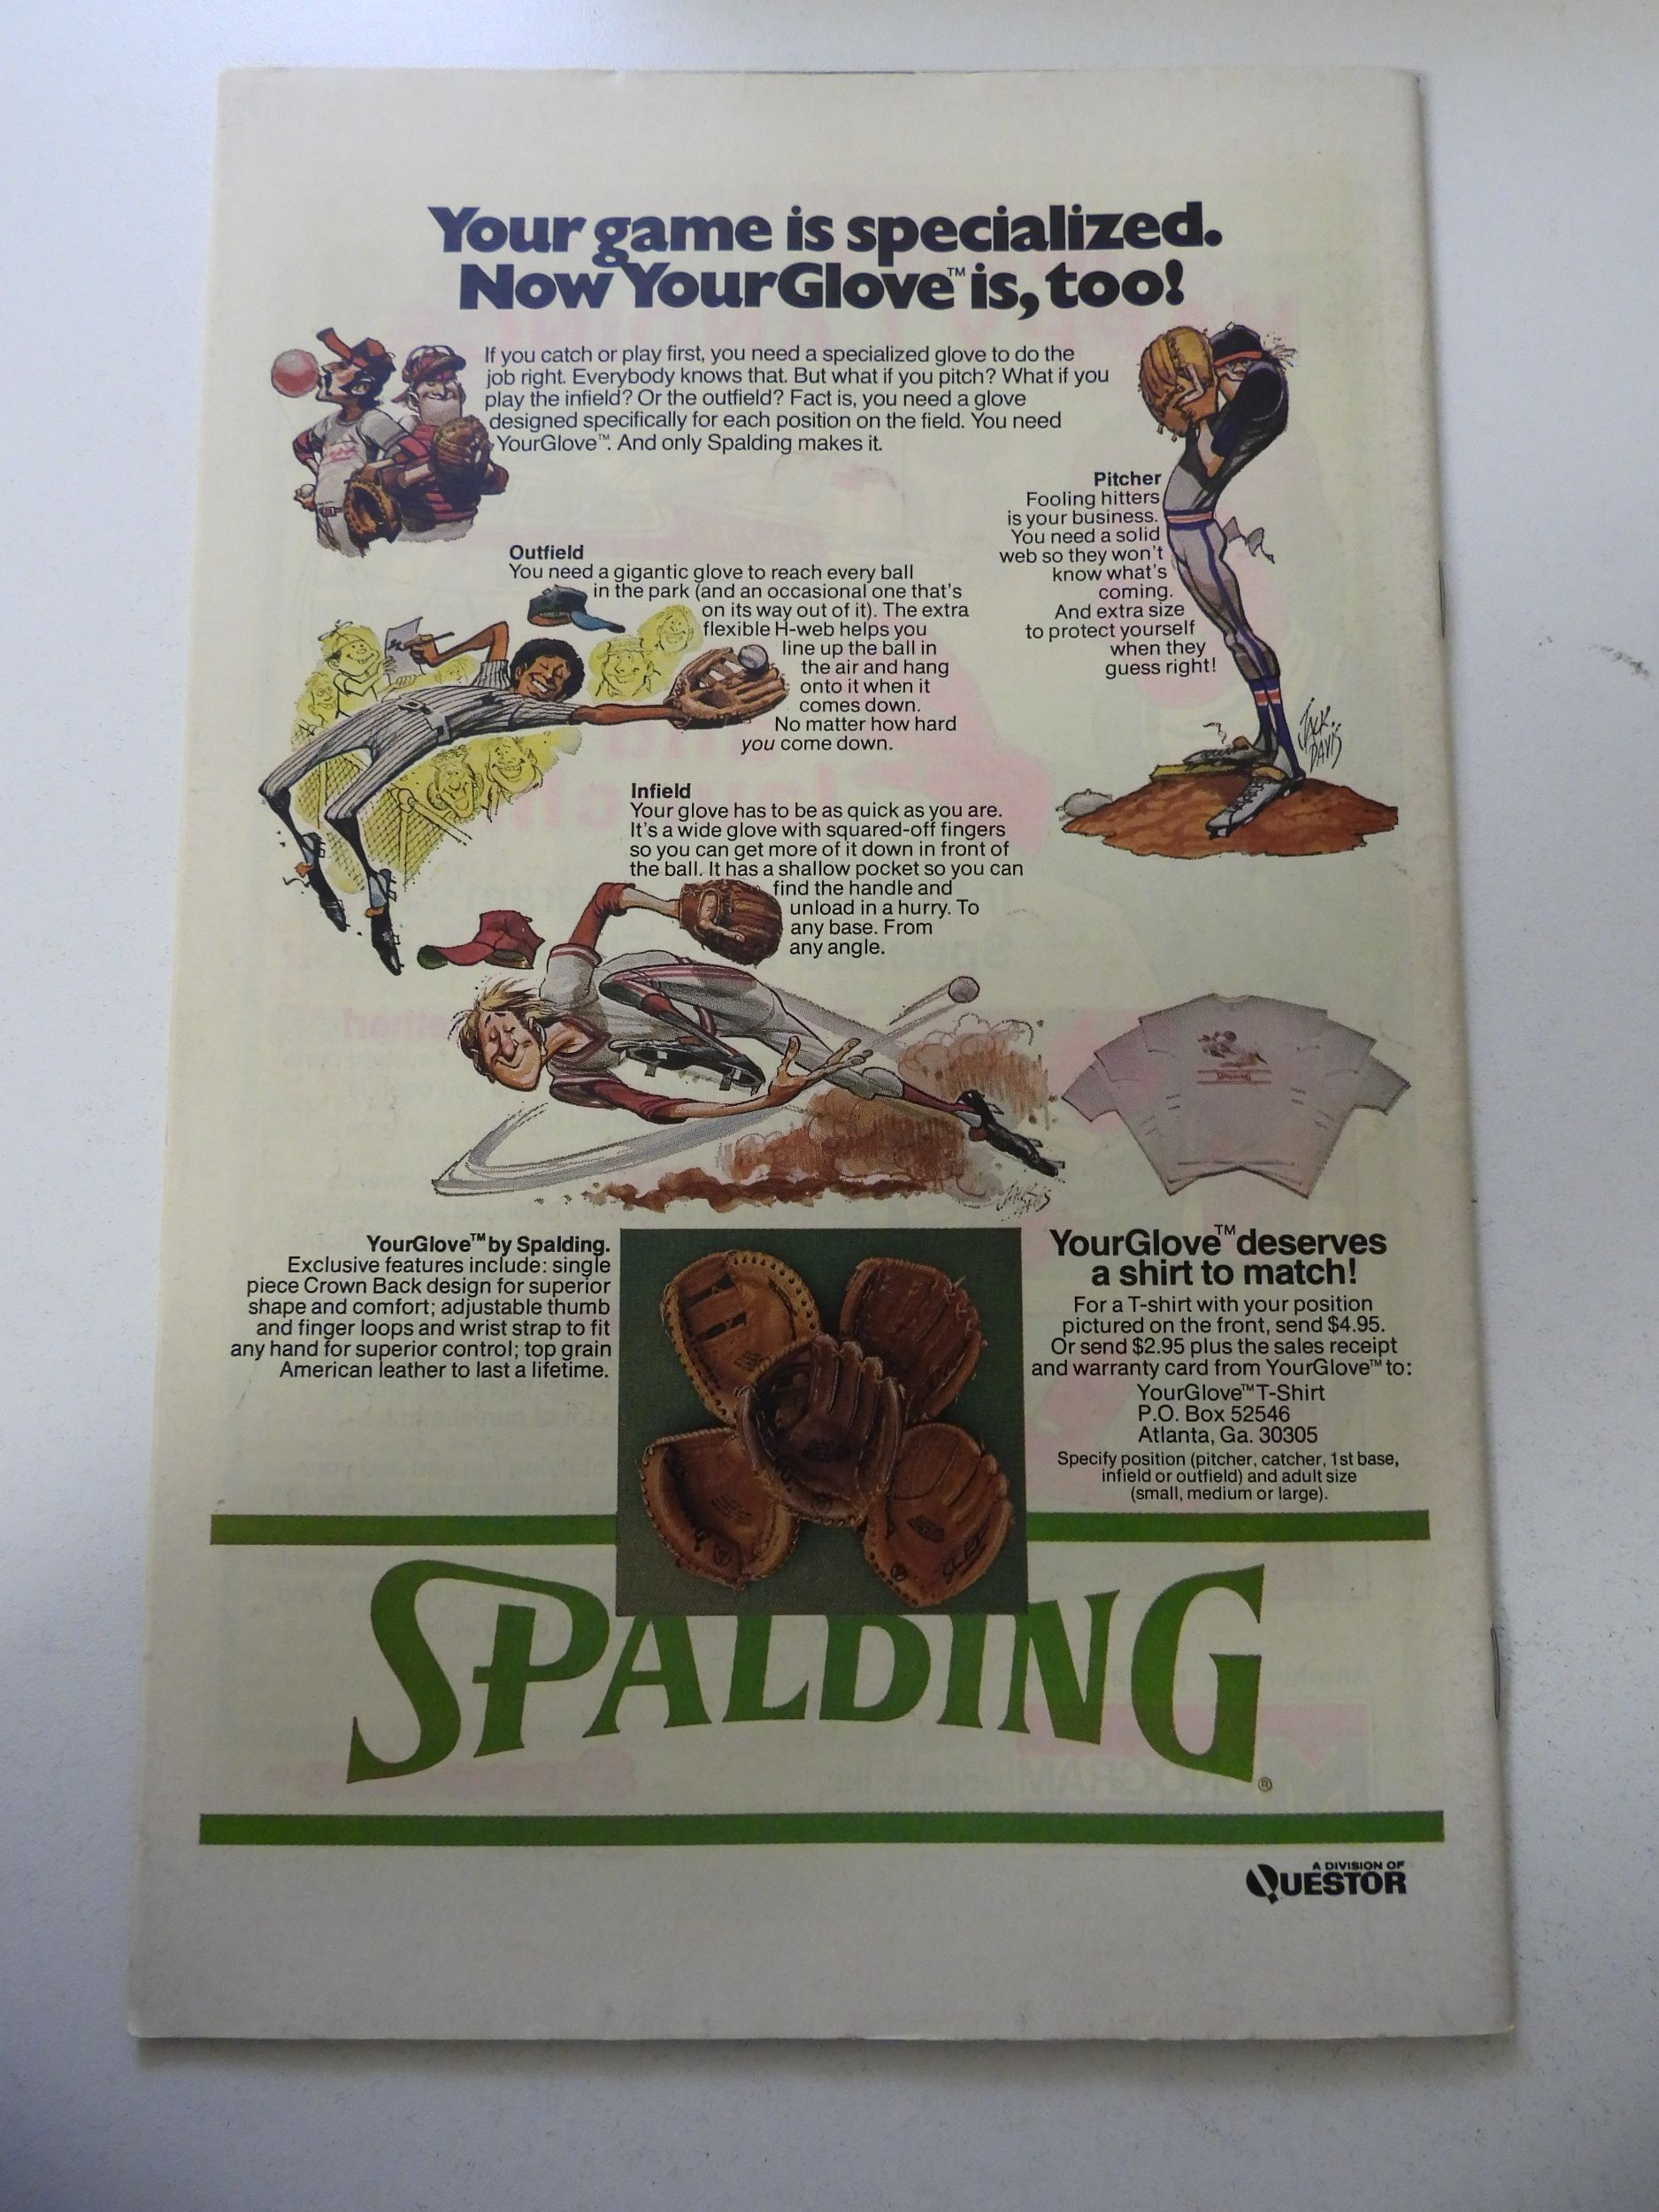 Your game is specialized.
Now YourGlove™ is, too!
If you catch or play first, you need a specialized glove to do the
job right. Everybody knows that. But what if you pitch? What if you
play the infield? Or the outfield? Fact is, you need a glove
designed specifically for each position on the field. You need
YourGlove™. And only Spalding makes it.
Pitcher
Fooling hitters
is your business.
You need a solid
web so they won't
know what's
coming.
And extra size
to protect yourself
when they
guess right!
JACK DAVIS
Outfield
You need a gigantic glove to reach every ball
in the park (and an occasional one that's
on its way out of it). The extra
flexible H-web helps you
line up the ball in
the air and hang
onto it when it
comes down.
No matter how hard
you come down.
Infield
Your glove has to be as quick as you are.
It's a wide glove with squared-off fingers
so you can get more of it down in front of
the ball. It has a shallow pocket so you can
find the handle and
unload in a hurry. To
any base. From
any angle.
SPALDING
YourGlove™ by Spalding.
Exclusive features include: single
piece Crown Back design for superior
shape and comfort; adjustable thumb
and finger loops and wrist strap to fit
any hand for superior control; top grain
American leather to last a lifetime.
YourGlove™ deserves
a shirt to match!
For a T-shirt with your position
pictured on the front, send $4.95.
Or send $2.95 plus the sales receipt
and warranty card from YourGlove™ to:
YourGlove™ T-Shirt
P.O. Box 52546
Atlanta, Ga. 30305
Specify position (pitcher, catcher, 1st base,
infield or outfield) and adult size
(small, medium or large).
SPALDING®
A DIVISION OF
QUESTOR